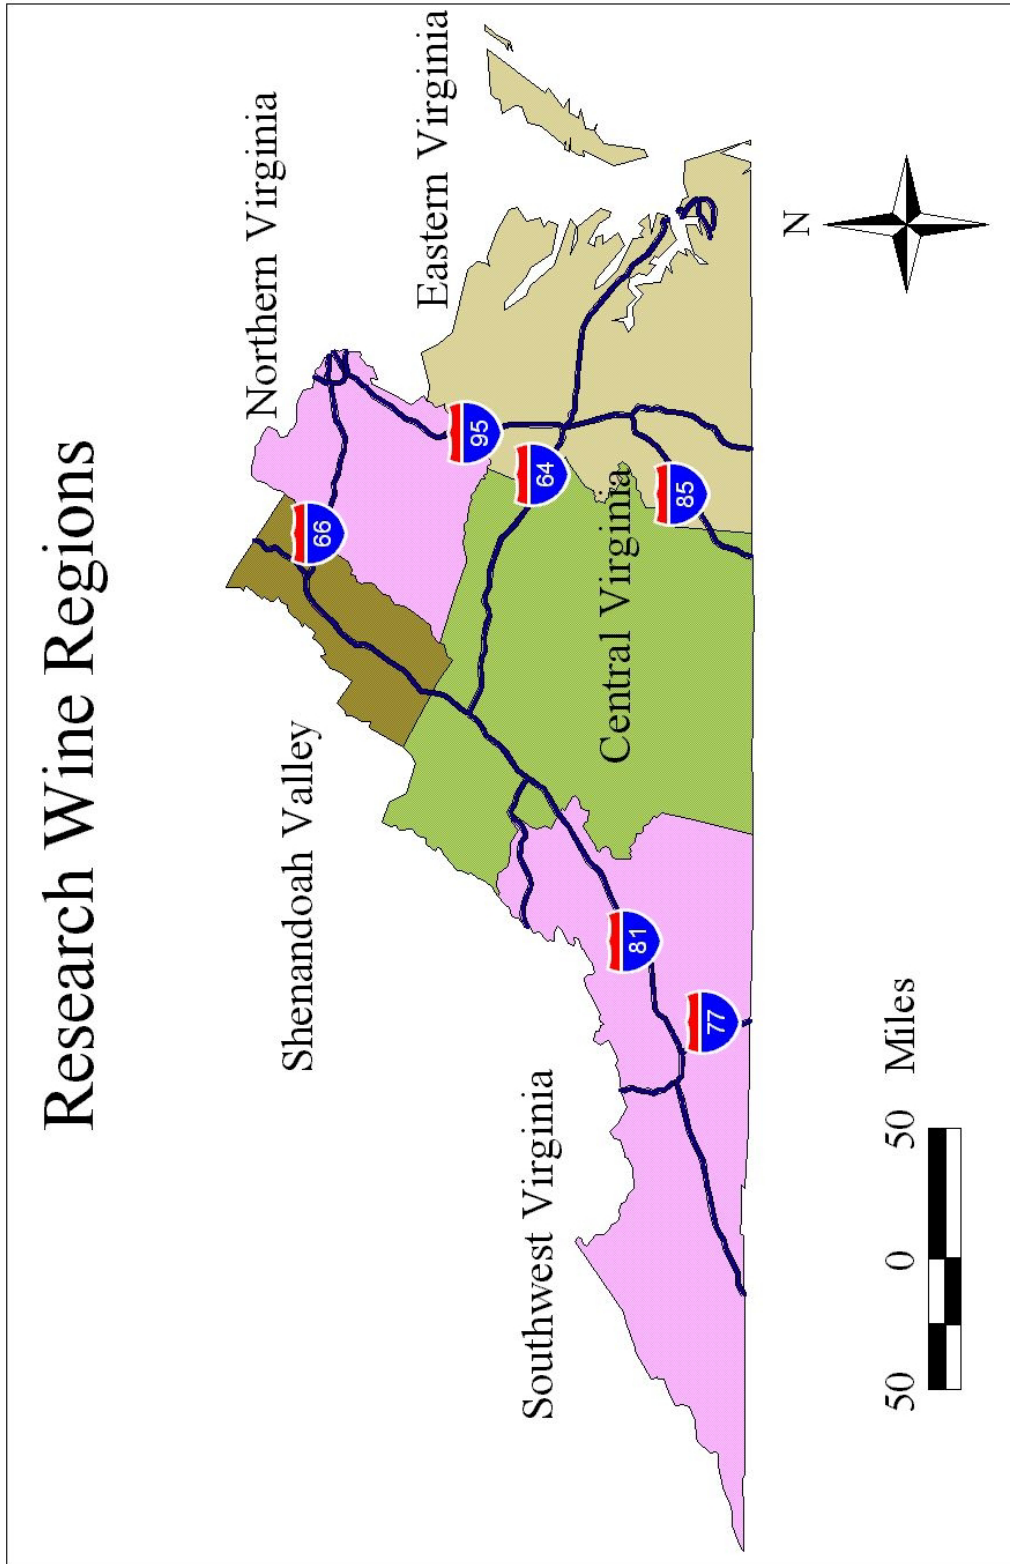 Research Wine Regions
Northern Virginia
Shenandoah Valley
Eastern Virginia
66
95
64
Southwest Virginia
Central Virginia
81
85
77
N
50 0 50 Miles